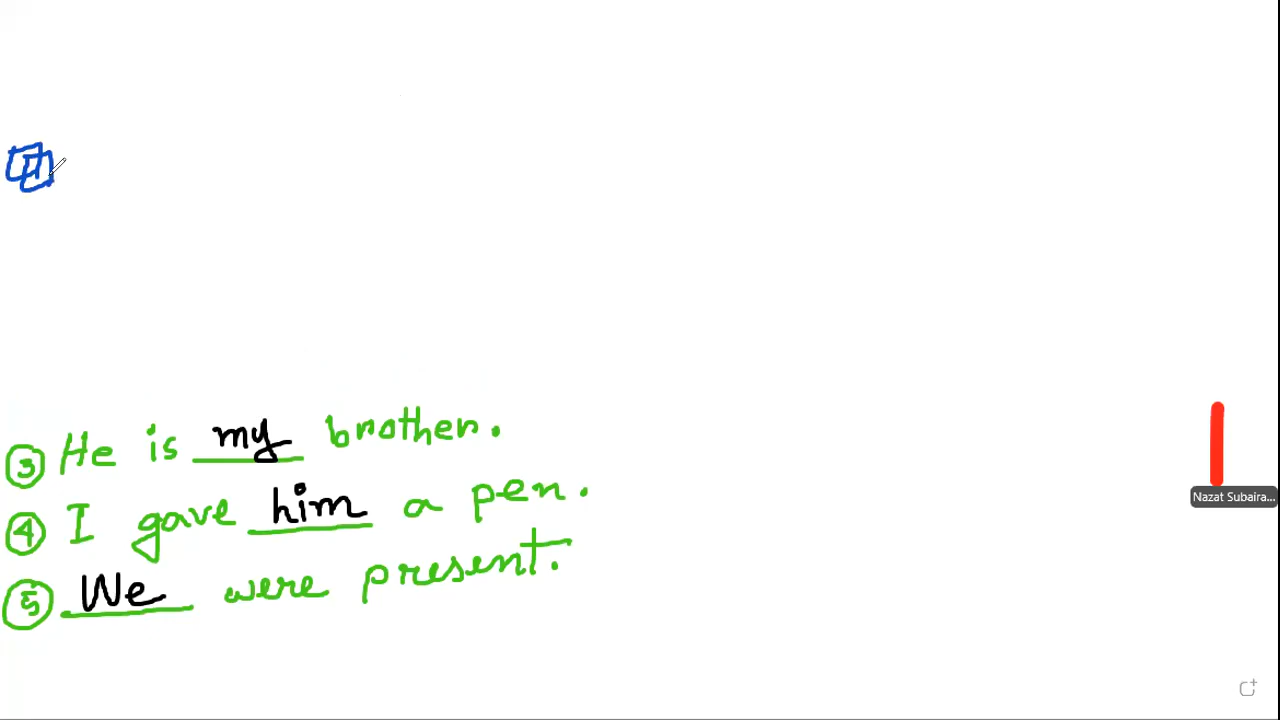 ③ He is my brother.
④ I gave him a pen.
⑤ We were present.
Nazat Subaira...